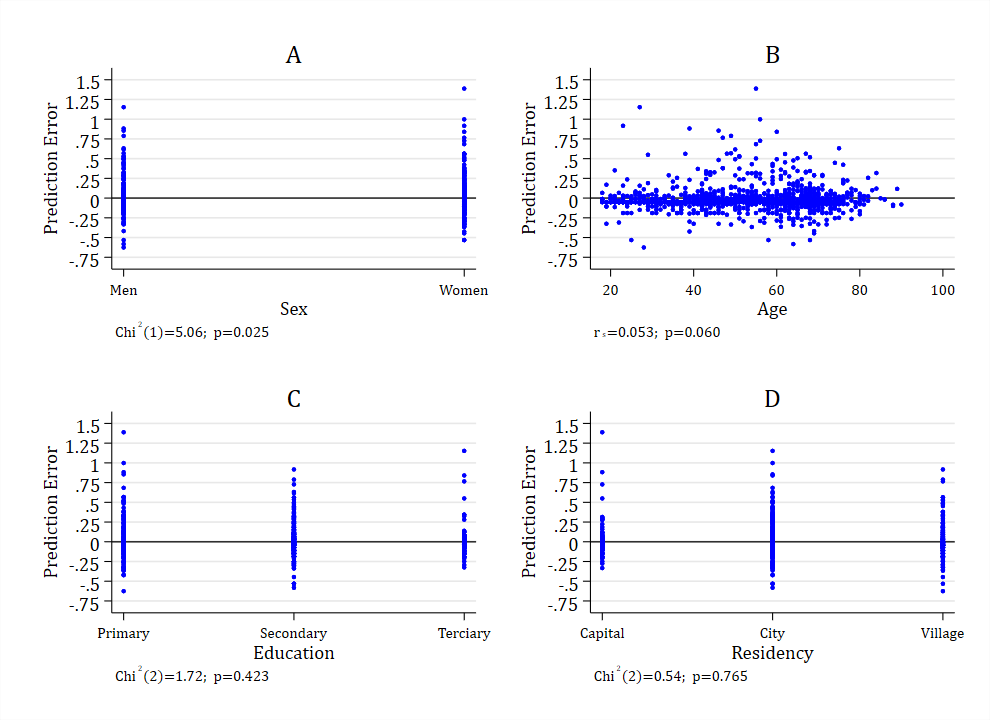 A
Prediction Error
1.5
1.25
1
.75
.5
.25
0
-.25
-.5
-.75
Men Women
Sex
Chi²(1)=5.06; p=0.025
B
Prediction Error
1.5
1.25
1
.75
.5
.25
0
-.25
-.5
-.75
20 40 60 80 100
Age
rₛ=0.053; p=0.060
C
Prediction Error
1.5
1.25
1
.75
.5
.25
0
-.25
-.5
-.75
Primary Secondary Terciary
Education
Chi²(2)=1.72; p=0.423
D
Prediction Error
1.5
1.25
1
.75
.5
.25
0
-.25
-.5
-.75
Capital City Village
Residency
Chi²(2)=0.54; p=0.765